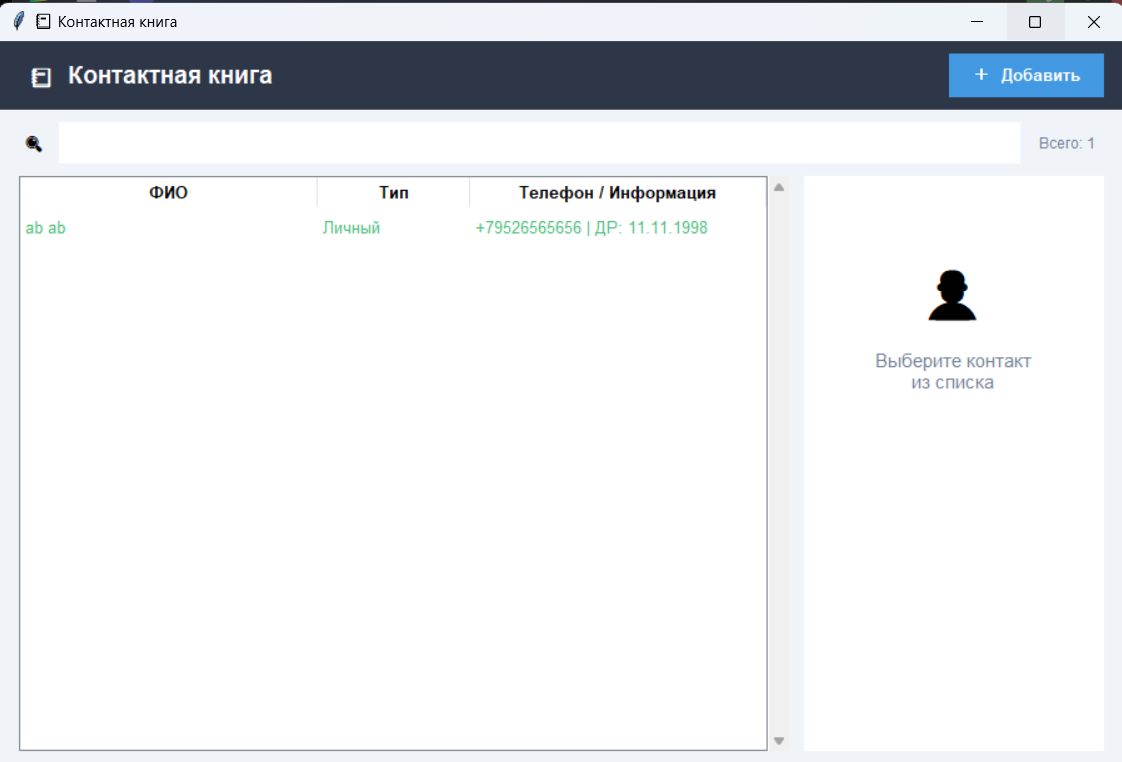 Контактная книга
Контактная книга
+ Добавить
Всего: 1
ФИО Тип Телефон / Информация
ab ab Личный +79526565656 | ДР: 11.11.1998
Выберите контакт
из списка